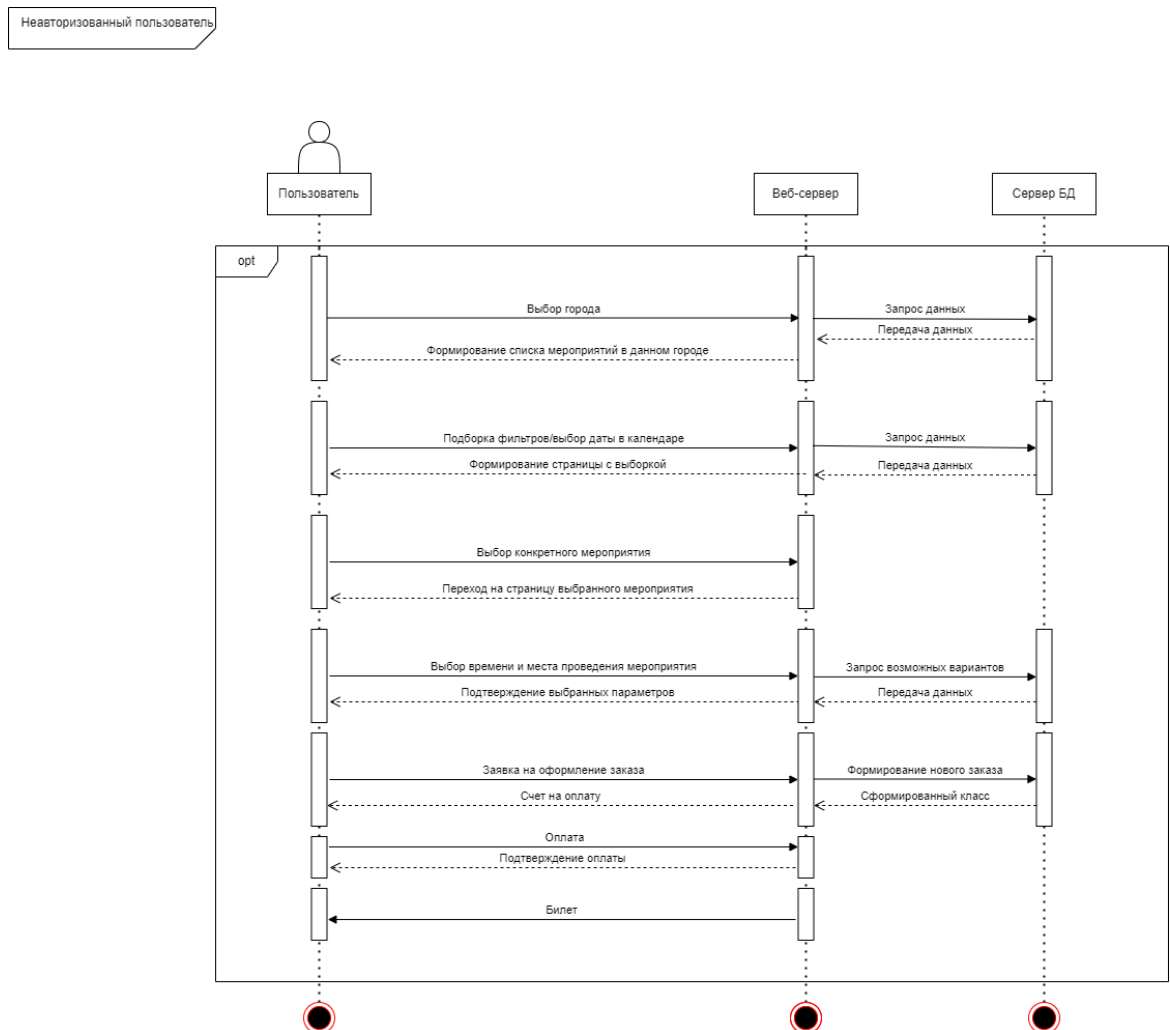 Неавторизованный пользователь
Пользователь
Веб-сервер
Сервер БД
opt
Выбор города
Запрос данных
Передача данных
Формирование списка мероприятий в данном городе
Подборка фильтров/выбор даты в календаре
Запрос данных
Формирование страницы с выборкой
Передача данных
Выбор конкретного мероприятия
Переход на страницу выбранного мероприятия
Выбор времени и места проведения мероприятия
Запрос возможных вариантов
Подтверждение выбранных параметров
Передача данных
Заявка на оформление заказа
Формирование нового заказа
Счет на оплату
Сформированный класс
Оплата
Подтверждение оплаты
Билет